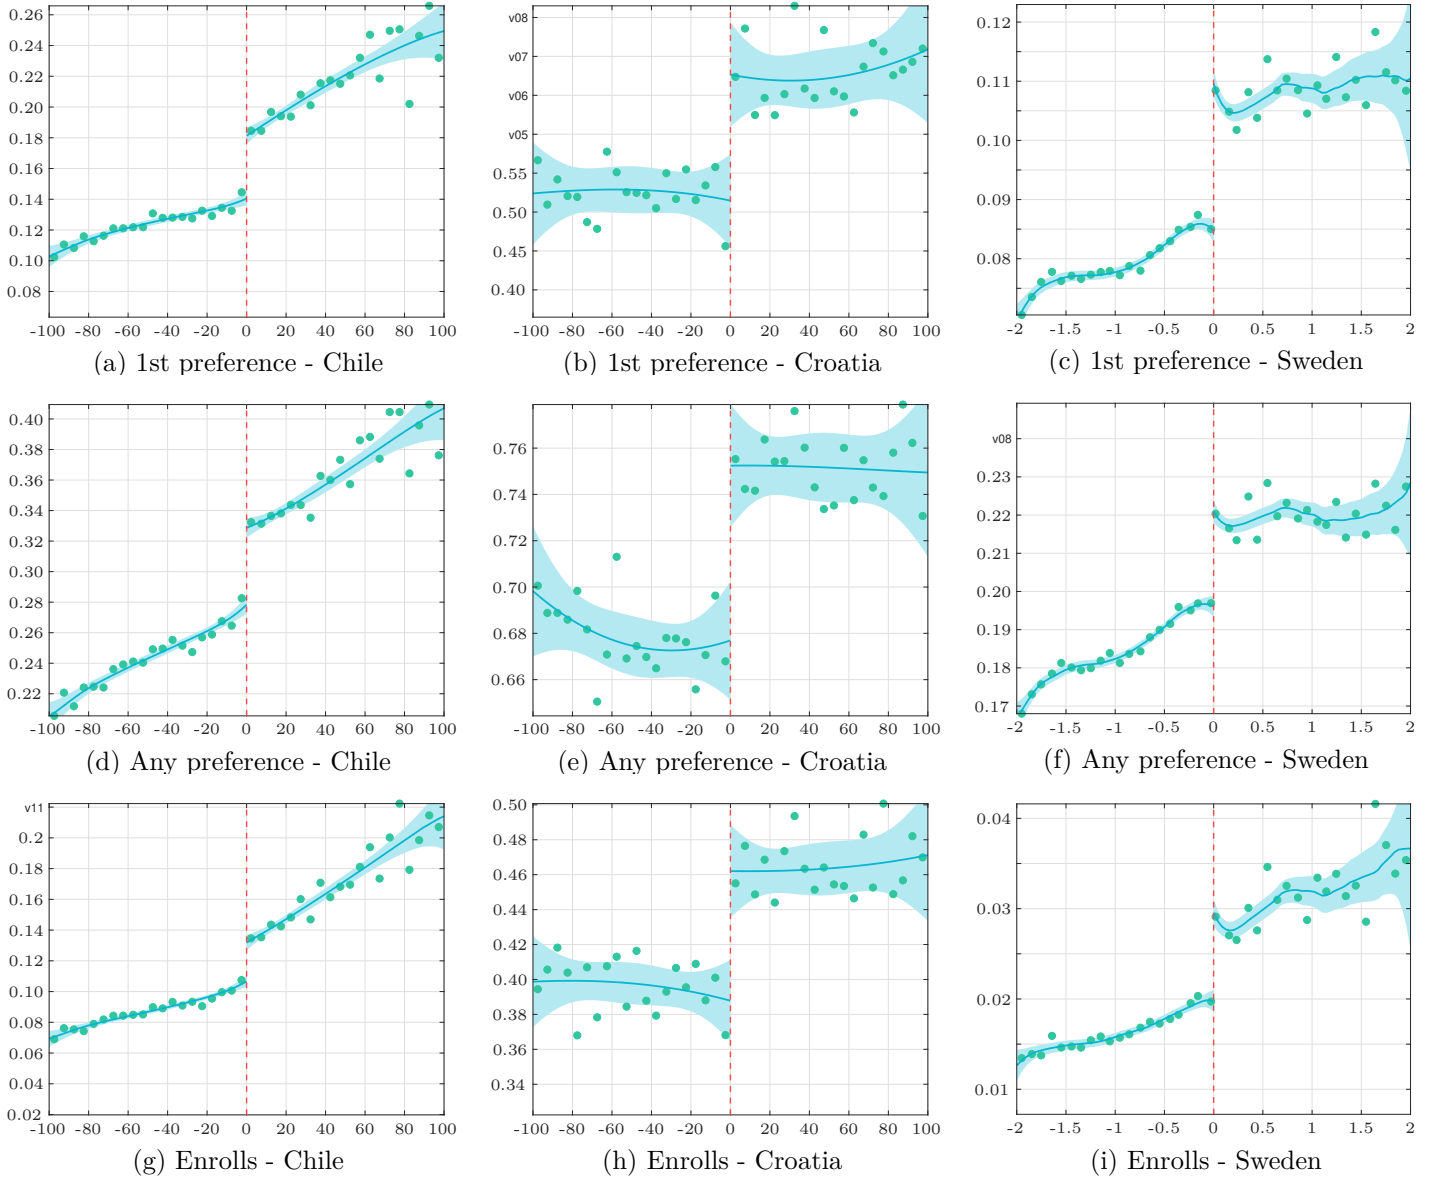 0.26
0.24
0.22
0.20
0.18
0.16
0.14
0.12
0.10
0.08
-100 -80 -60 -40 -20 0 20 40 60 80 100
(a) 1st preference - Chile
v08
v07
v06
v05
0.55
0.50
0.45
0.40
-100 -80 -60 -40 -20 0 20 40 60 80 100
(b) 1st preference - Croatia
0.12
0.11
0.10
0.09
0.08
-2 -1.5 -1 -0.5 0 0.5 1 1.5 2
(c) 1st preference - Sweden
0.40
0.38
0.36
0.33
0.30
0.28
0.26
0.24
0.22
-100 -80 -60 -40 -20 0 20 40 60 80 100
(d) Any preference - Chile
0.76
0.74
0.72
0.70
0.68
0.66
-100 -80 -60 -40 -20 0 20 40 60 80 100
(e) Any preference - Croatia
v08
0.23
0.22
0.21
0.20
0.19
0.18
0.17
-2 -1.5 -1 -0.5 0 0.5 1 1.5 2
(f) Any preference - Sweden
v11
0.2
0.18
0.16
0.14
0.12
0.10
0.08
0.06
0.04
0.02
-100 -80 -60 -40 -20 0 20 40 60 80 100
(g) Enrolls - Chile
0.50
0.48
0.46
0.44
0.42
0.40
0.38
0.36
0.34
-100 -80 -60 -40 -20 0 20 40 60 80 100
(h) Enrolls - Croatia
0.04
0.03
0.02
0.01
-2 -1.5 -1 -0.5 0 0.5 1 1.5 2
(i) Enrolls - Sweden